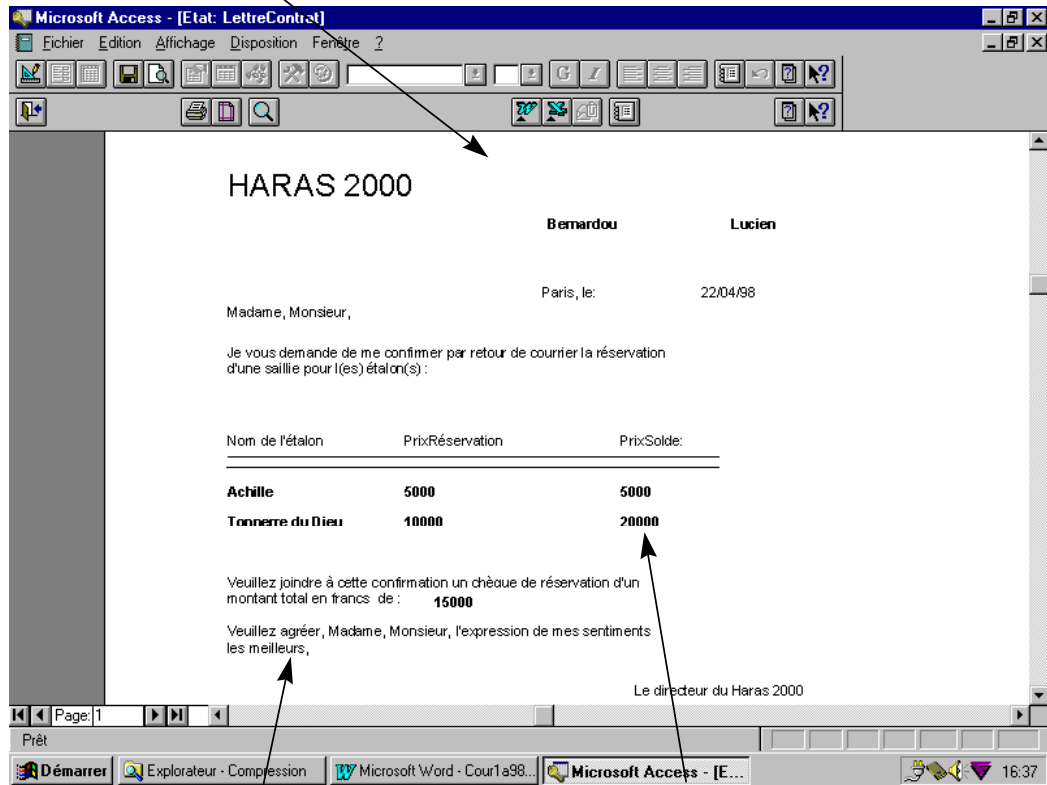 Microsoft Access - [Etat: LettreContrat]
Fichier Edition Affichage Disposition Fenêtre ?
G I
HARAS 2000
Bernardou Lucien
Paris, le: 22/04/98
Madame, Monsieur,
Je vous demande de me confirmer par retour de courrier la réservation
d'une saillie pour l(es) étalon(s) :
Nom de l'étalon PrixRéservation PrixSolde:
Achille 5000 5000
Tonnerre du Dieu 10000 20000
Veuillez joindre à cette confirmation un chèque de réservation d'un
montant total en francs de : 15000
Veuillez agréer, Madame, Monsieur, l'expression de mes sentiments
les meilleurs,
Le directeur du Haras 2000
Page: 1
Prêt
Démarrer Explorateur - Compression Microsoft Word - Cour1a98... Microsoft Access - [E... 16:37